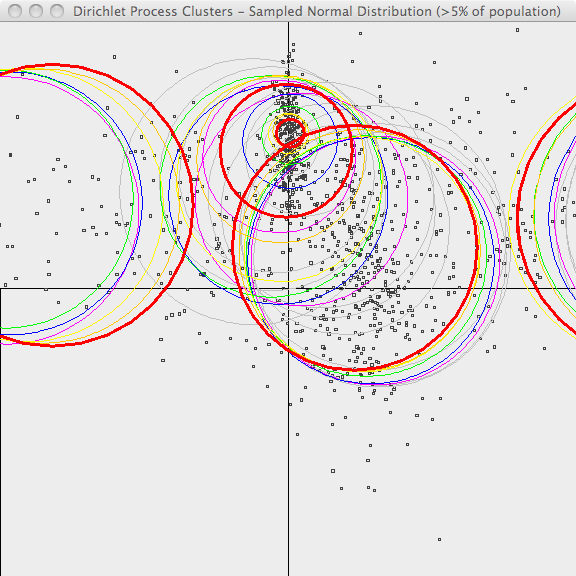 Dirichlet Process Clusters - Sampled Normal Distribution (>5% of population)